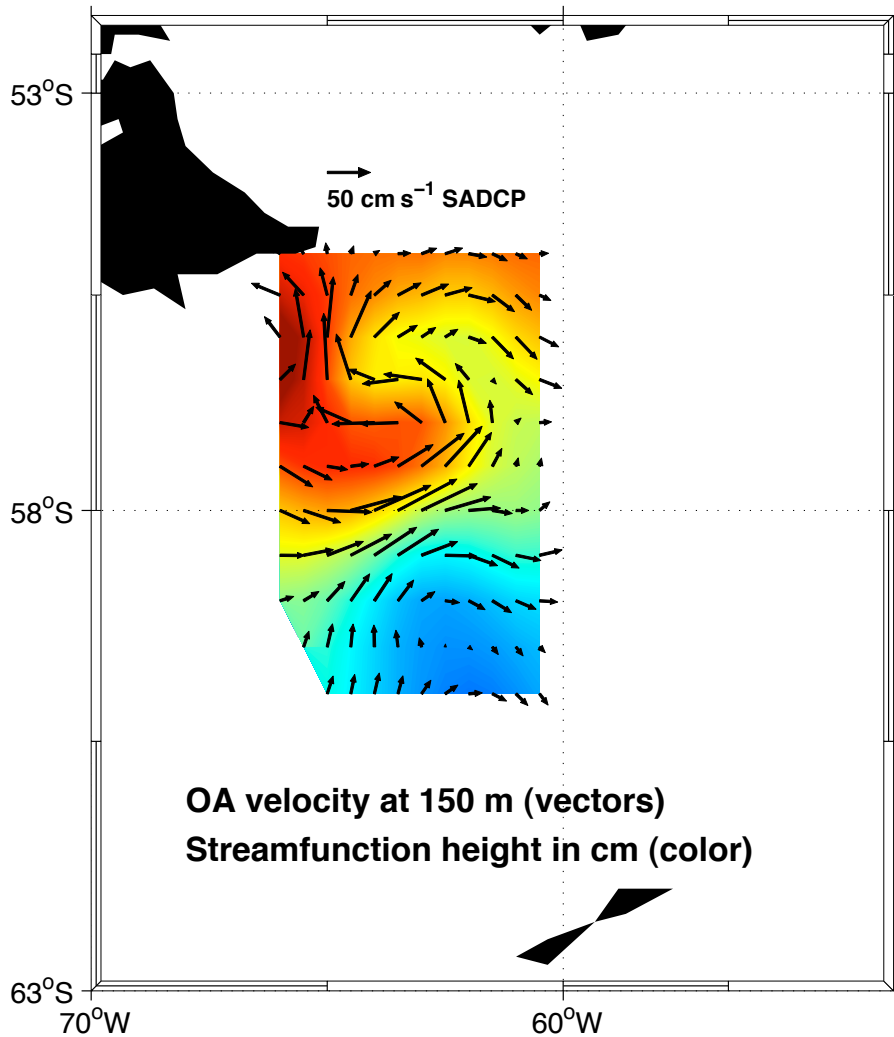 53°S
50 cm s⁻¹ SADCP
58°S
OA velocity at 150 m (vectors)
Streamfunction height in cm (color)
63°S
70°W
60°W